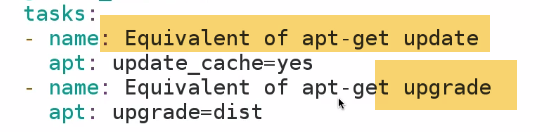 tasks:
- name: Equivalent of apt-get update
apt: update_cache=yes
- name: Equivalent of apt-get upgrade
apt: upgrade=dist